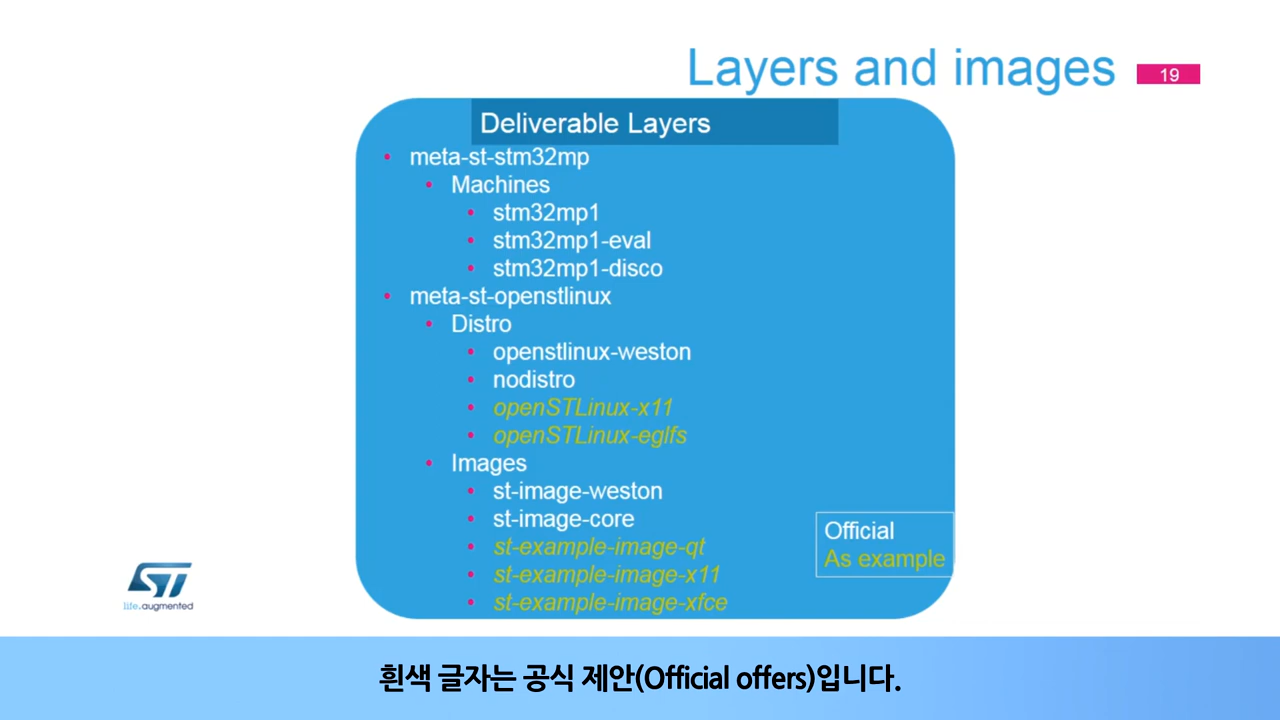 Layers and images
19
Deliverable Layers
• meta-st-stm32mp
• Machines
• stm32mp1
• stm32mp1-eval
• stm32mp1-disco
• meta-st-openstlinux
• Distro
• openstlinux-weston
• nodistro
• openSTLinux-x11
• openSTLinux-eglfs
• Images
• st-image-weston
• st-image-core
• st-example-image-qt
• st-example-image-x11
• st-example-image-xfce
Official
As example
ST
life.augmented
흰색 글자는 공식 제안(Official offers)입니다.